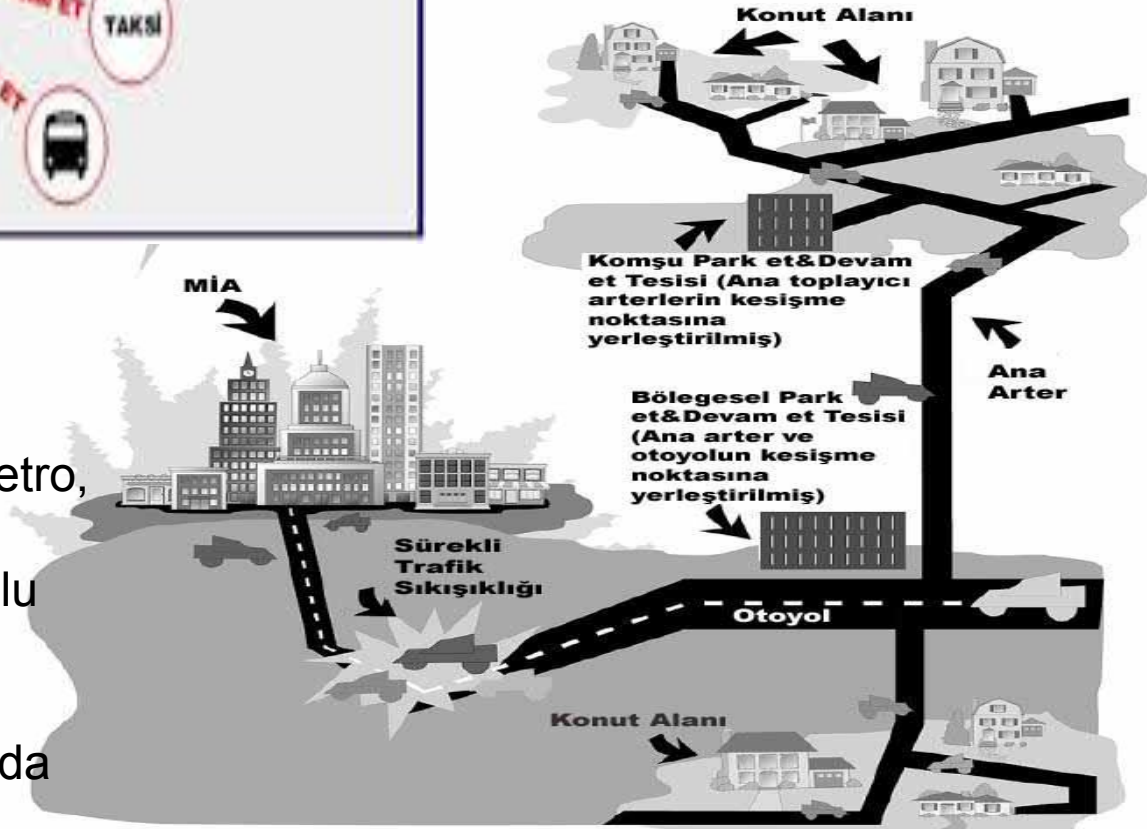 ET
TAKSİ
ET
Konut Alanı
Komşu Park et&Devam
et Tesisi (Ana toplayıcı
arterlerin kesişme
noktasına
yerleştirilmiş)
MİA
Ana
Arter
Bölegesel Park
et&Devam et Tesisi
(Ana arter ve
otoyolun kesişme
noktasına
yerleştirilmiş)
etro,
Sürekli
Trafik
Sıkışıklığı
lu
Otoyol
Konut Alanı
da